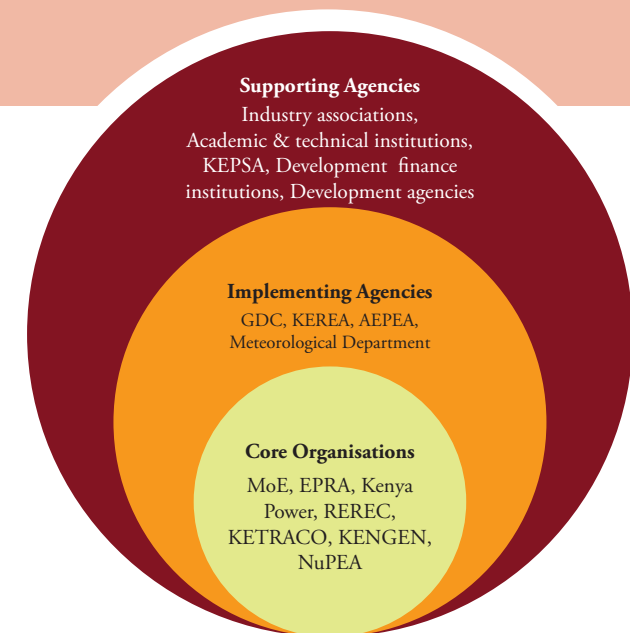 Supporting Agencies
Industry associations,
Academic & technical institutions,
KEPSA, Development finance
institutions, Development agencies
Implementing Agencies
GDC, KEREA, AEPEA,
Meteorological Department
Core Organisations
MoE, EPRA, Kenya
Power, REREC,
KETRACO, KENGEN,
NuPEA